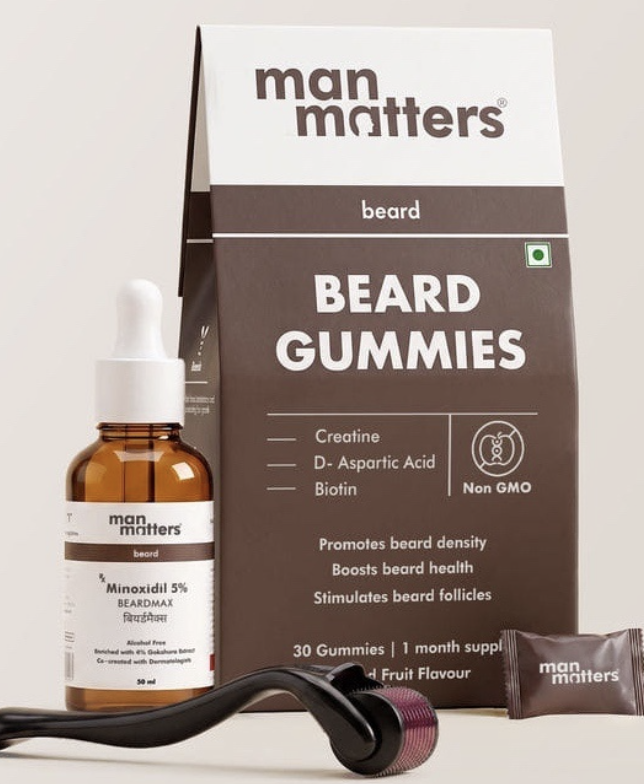 man
matters®
beard
BEARD
GUMMIES
Creatine
D- Aspartic Acid
Biotin
Non GMO
Promotes beard density
Boosts beard health
Stimulates beard follicles
30 Gummies | 1 month suppl
d Fruit Flavour
man
matters
beard
Rx Minoxidil 5%
BEARDMAX
बियर्डमैक्स
Alcohol Free
Enriched with 4% Gokshura Extract
Co-created with Dermatologists
50 ml
man
matters